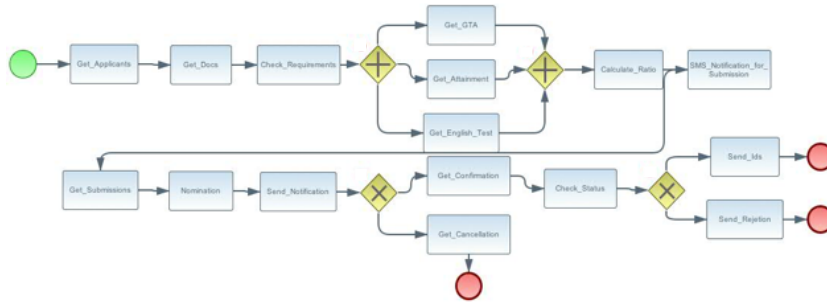 Get_GTA
Get_Applicants
Get_Docs
Check_Requirements
Get_Attainment
Calculate_Ratio
SMS_Notification_for_
Submission
Get_English_Test
Get_Submissions
Nomination
Send_Notification
Get_Confirmation
Check_Status
Send_Ids
Get_Cancellation
Send_Rejetion